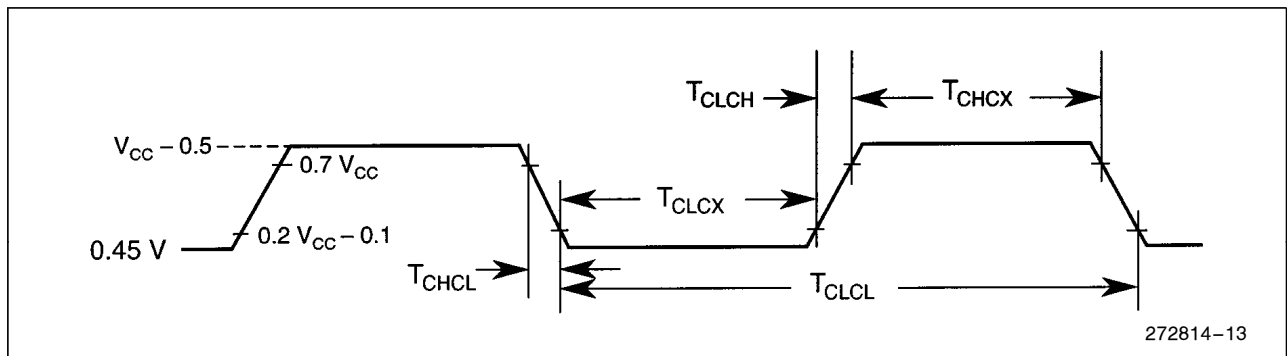 T_CLCH
T_CHCX
V_CC – 0.5
0.7 V_CC
T_CLCX
0.2 V_CC – 0.1
0.45 V
T_CHCL
T_CLCL
272814–13